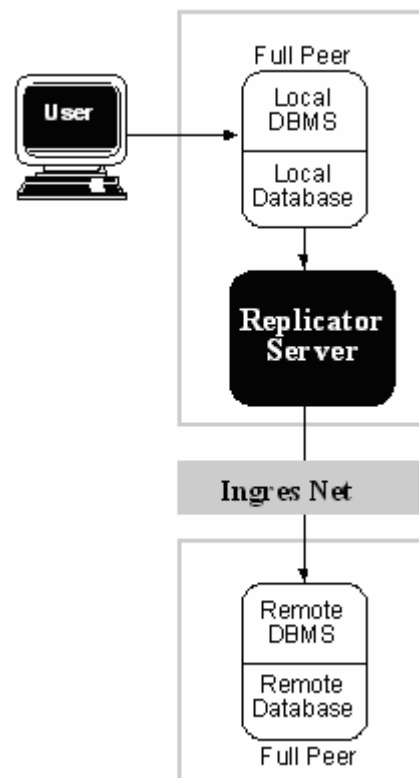 Full Peer
User
Local
DBMS
Local
Database
Replicator
Server
Ingres Net
Remote
DBMS
Remote
Database
Full Peer